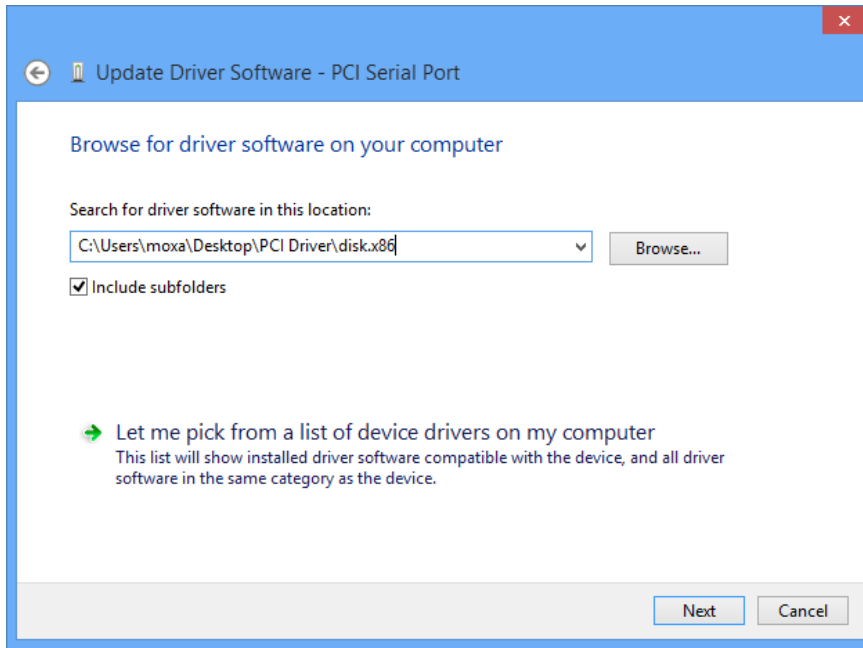 Update Driver Software - PCI Serial Port
Browse for driver software on your computer
Search for driver software in this location:
C:\Users\moxa\Desktop\PCI Driver\disk.x86
Browse...
Include subfolders
Let me pick from a list of device drivers on my computer
This list will show installed driver software compatible with the device, and all driver
software in the same category as the device.
Next
Cancel